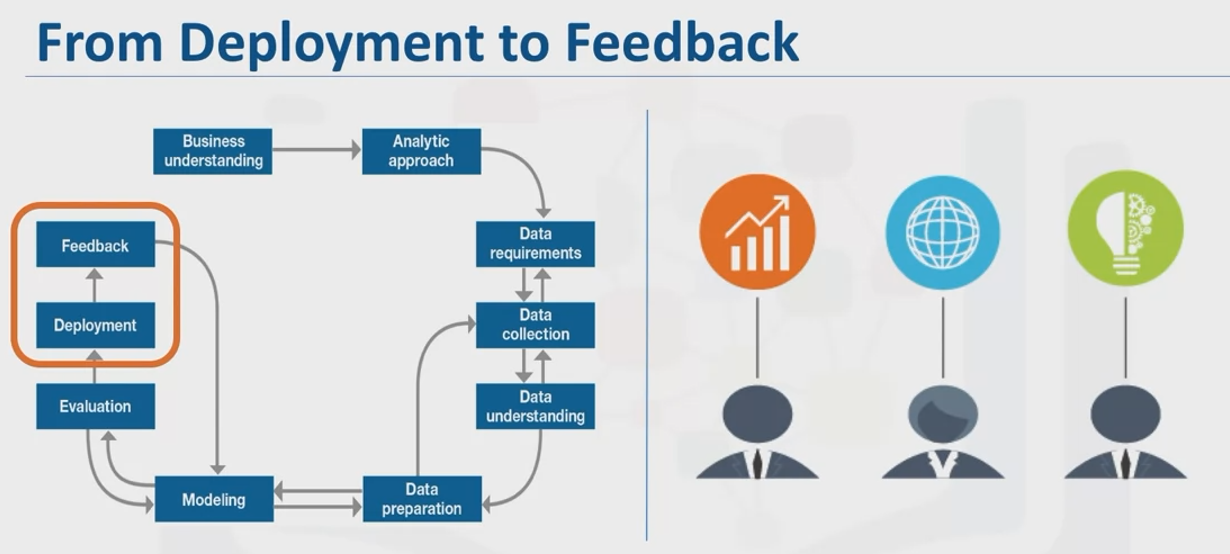 From Deployment to Feedback
Business
understanding
Analytic
approach
Feedback
Data
requirements
Deployment
Data
collection
Evaluation
Data
understanding
Modeling
Data
preparation